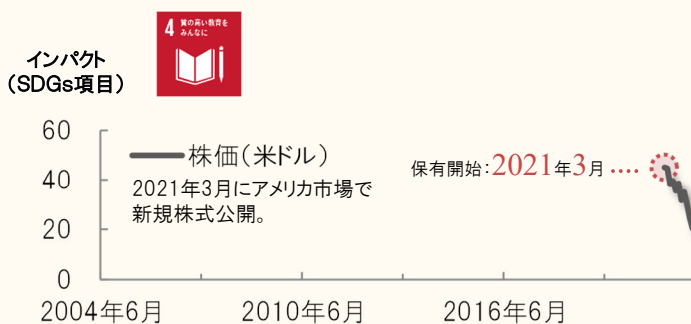 4 質の高い教育を
みんなに
インパクト
(SDGs項目)
60
株価(米ドル)
保有開始:2021年3月
40
2021年3月にアメリカ市場で
新規株式公開。
20
0
2004年6月 2010年6月 2016年6月